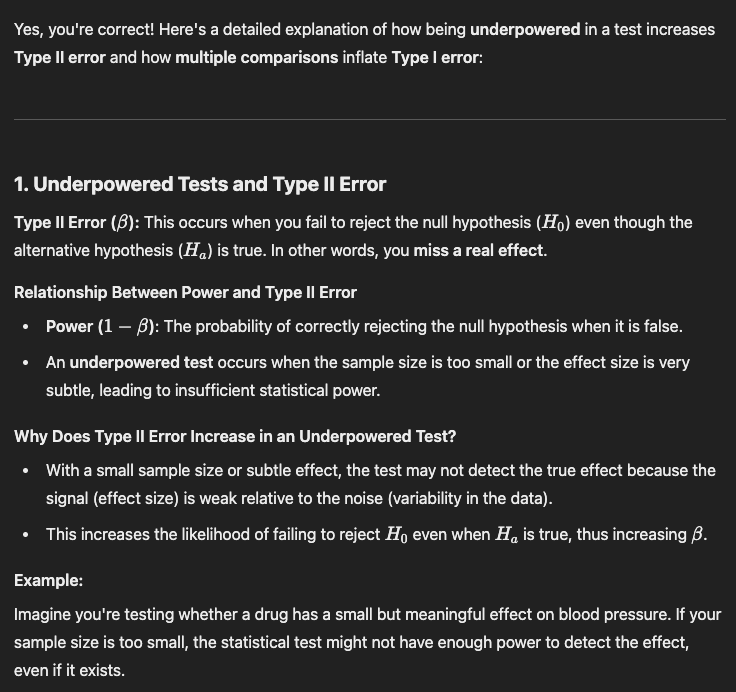 Yes, you're correct! Here's a detailed explanation of how being underpowered in a test increases
Type II error and how multiple comparisons inflate Type I error:
1. Underpowered Tests and Type II Error
Type II Error (β): This occurs when you fail to reject the null hypothesis (H₀) even though the
alternative hypothesis (Hₐ) is true. In other words, you miss a real effect.
Relationship Between Power and Type II Error
• Power (1 − β): The probability of correctly rejecting the null hypothesis when it is false.
• An underpowered test occurs when the sample size is too small or the effect size is very
subtle, leading to insufficient statistical power.
Why Does Type II Error Increase in an Underpowered Test?
• With a small sample size or subtle effect, the test may not detect the true effect because the
signal (effect size) is weak relative to the noise (variability in the data).
• This increases the likelihood of failing to reject H₀ even when Hₐ is true, thus increasing β.
Example:
Imagine you're testing whether a drug has a small but meaningful effect on blood pressure. If your
sample size is too small, the statistical test might not have enough power to detect the effect,
even if it exists.